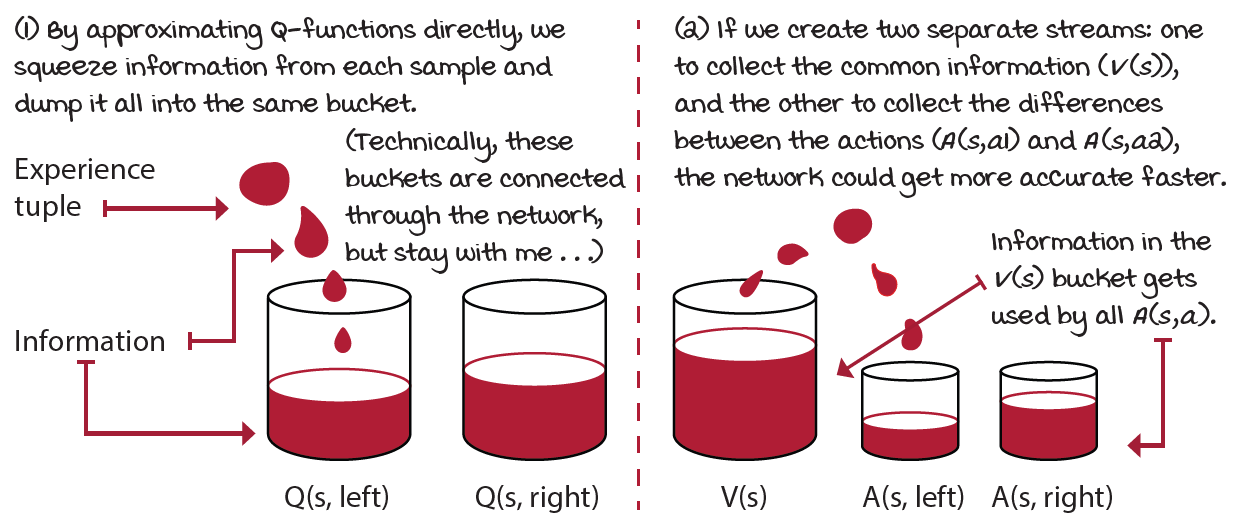 (1) By approximating Q-functions directly, we
squeeze information from each sample and
dump it all into the same bucket.
(Technically, these
buckets are connected
through the network,
but stay with me . . .)
Experience
tuple
Information
Q(s, left)
Q(s, right)
(2) If we create two separate streams: one
to collect the common information (V(s)),
and the other to collect the differences
between the actions (A(s,a1) and A(s,a2),
the network could get more accurate faster.
Information in the
V(s) bucket gets
used by all A(s,a).
V(s)
A(s, left)
A(s, right)